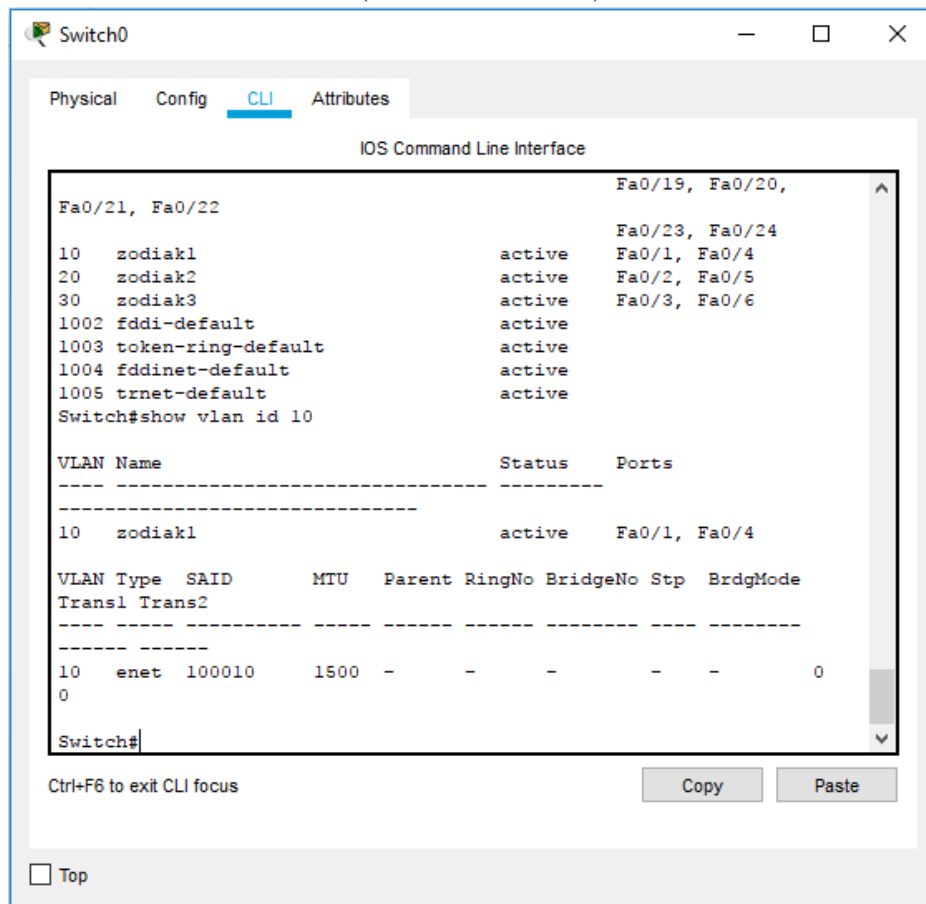 Switch0
Physical Config CLI Attributes
IOS Command Line Interface
Fa0/19, Fa0/20,
Fa0/21, Fa0/22
Fa0/23, Fa0/24
10 zodiak1 active Fa0/1, Fa0/4
20 zodiak2 active Fa0/2, Fa0/5
30 zodiak3 active Fa0/3, Fa0/6
1002 fddi-default active
1003 token-ring-default active
1004 fddinet-default active
1005 trnet-default active
Switch#show vlan id 10
VLAN Name Status Ports
---- -------------------------------- ---------
-------------------------------
10 zodiak1 active Fa0/1, Fa0/4
VLAN Type SAID MTU Parent RingNo BridgeNo Stp BrdgMode
Trans1 Trans2
---- ----- ---------- ----- ------ ------ -------- ---- --------
------ ------
10 enet 100010 1500 - - - - - 0
0
Switch#
Ctrl+F6 to exit CLI focus
Copy Paste
Top